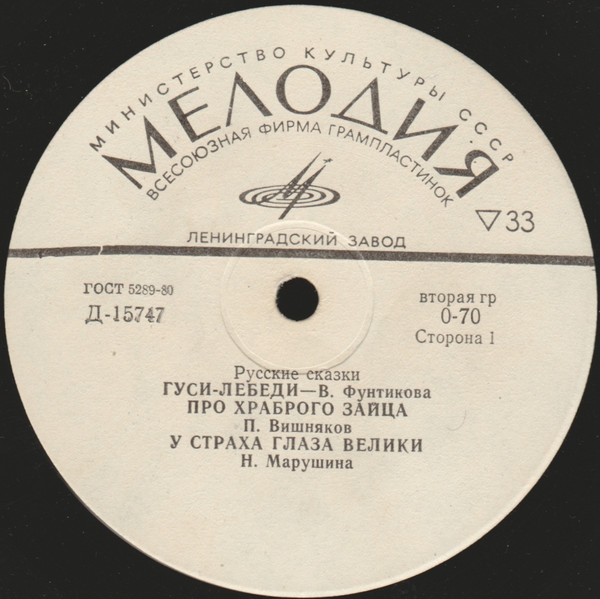 МИНИСТЕРСТВО КУЛЬТУРЫ СССР
МЕЛОДИЯ
ВСЕСОЮЗНАЯ ФИРМА ГРАМПЛАСТИНОК
▽33
ЛЕНИНГРАДСКИЙ ЗАВОД
ГОСТ 5289-80
Д-15747
вторая гр
0-70
Сторона 1
Русские сказки
ГУСИ-ЛЕБЕДИ—В. Фунтикова
ПРО ХРАБРОГО ЗАЙЦА
П. Вишняков
У СТРАХА ГЛАЗА ВЕЛИКИ
Н. Марушина